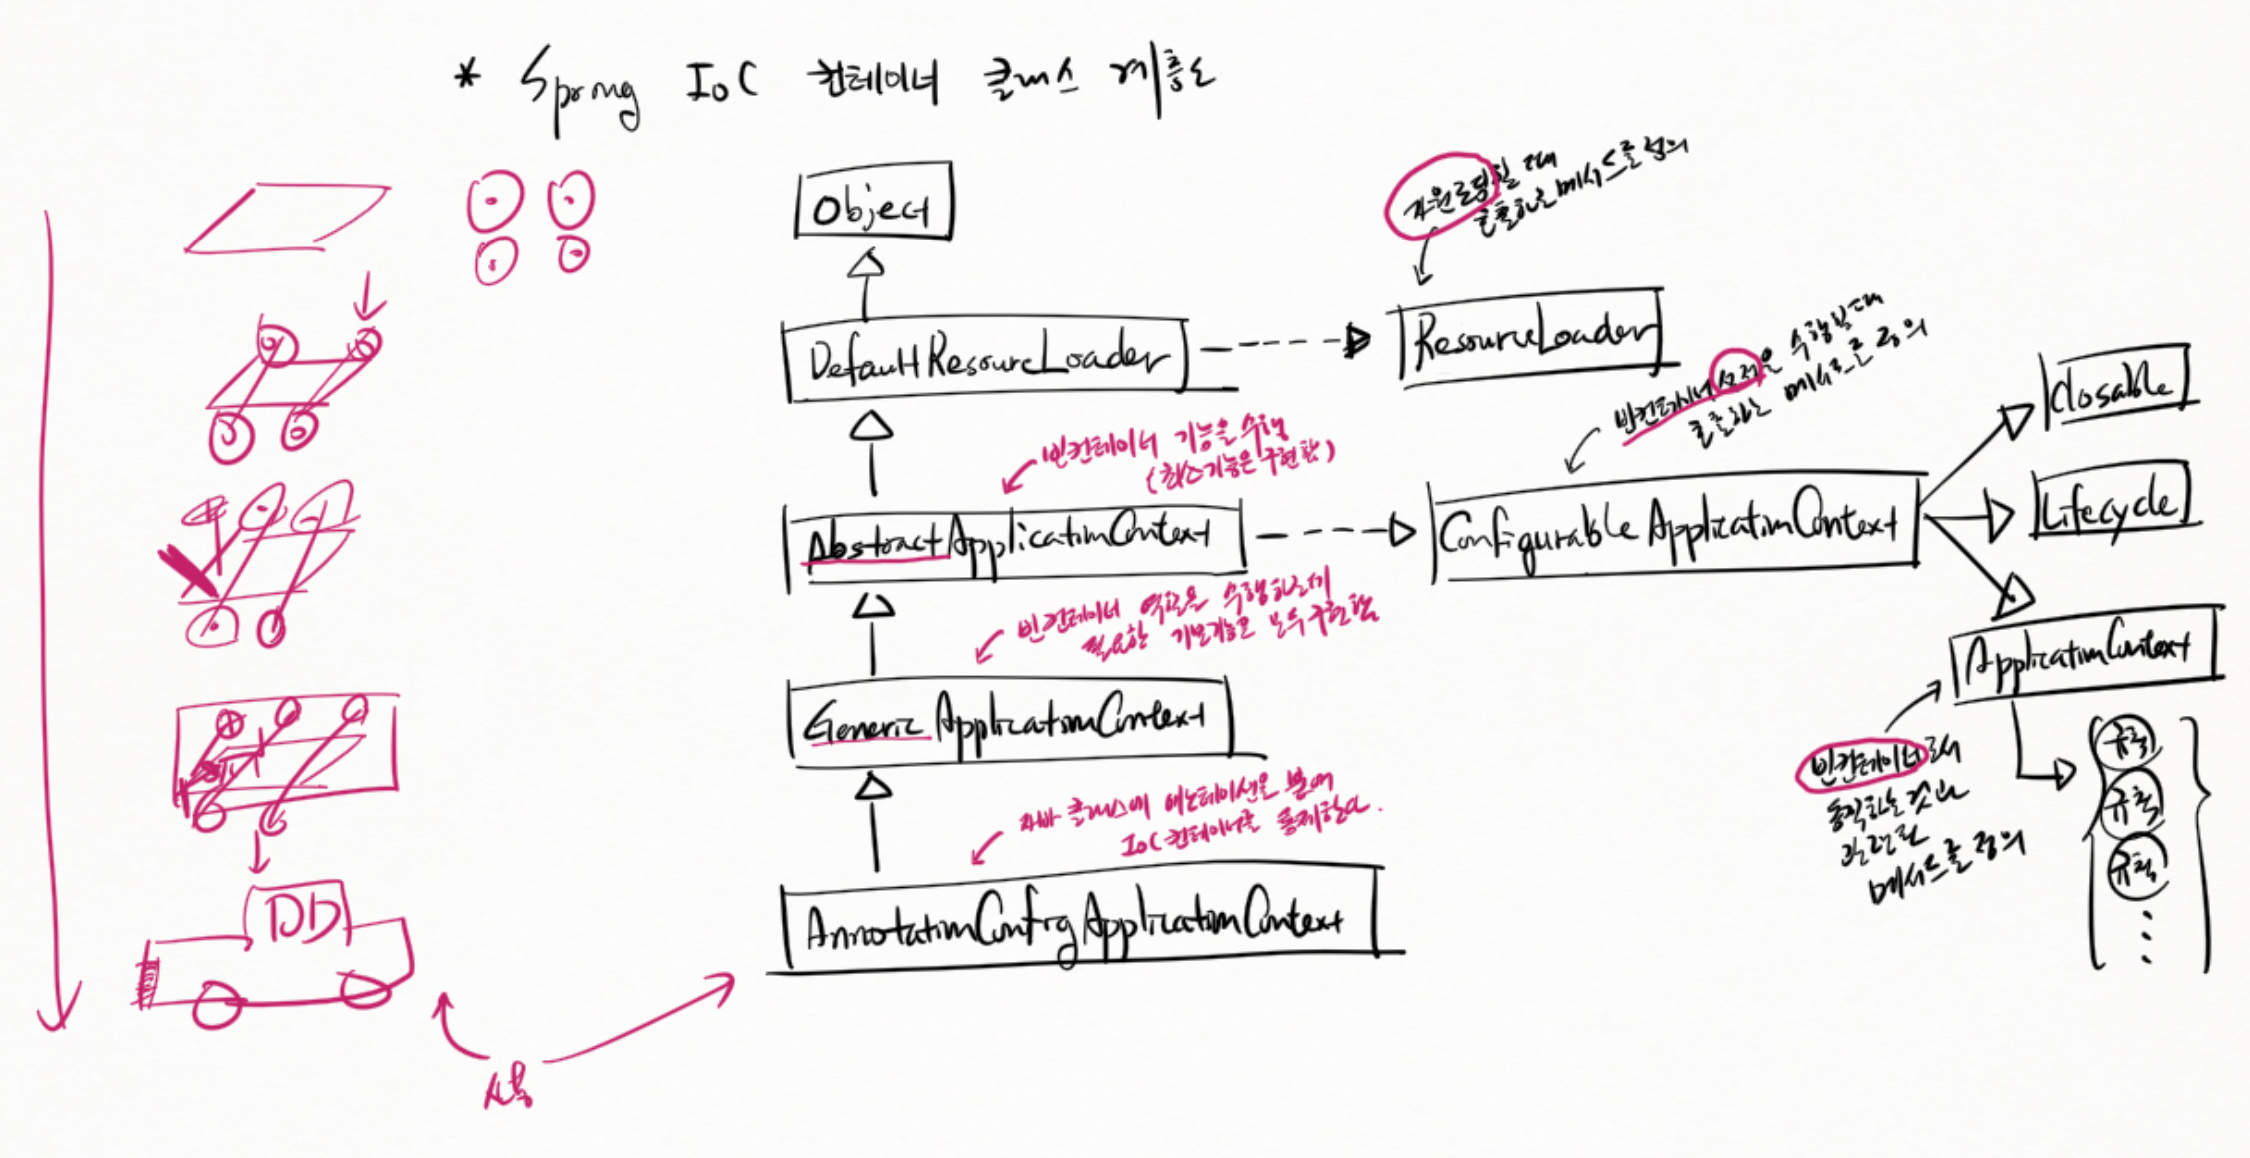 * Spring IoC 컨테이너 클래스 계층도
Object
자원로딩할 때
호출하는 메서드를 정의
DefaultResourceLoader
ResourceLoader
빈컨테이너 설정을 수행할 때
호출하는 메서드를 정의
Closable
빈컨테이너 기능을 수행
(최소기능은 구현함)
AbstractApplicationContext
ConfigurableApplicationContext
Lifecycle
빈컨테이너 역할을 수행하는데
필요한 기본기능을 모두 구현함
ApplicationContext
GenericApplicationContext
빈컨테이너로서
동작하는 것과
관련된
메서드를 정의
규칙
규칙
규칙
자바 클래스에 애노테이션을 붙여
IoC 컨테이너를 통제한다.
AnnotationConfigApplicationContext
사용